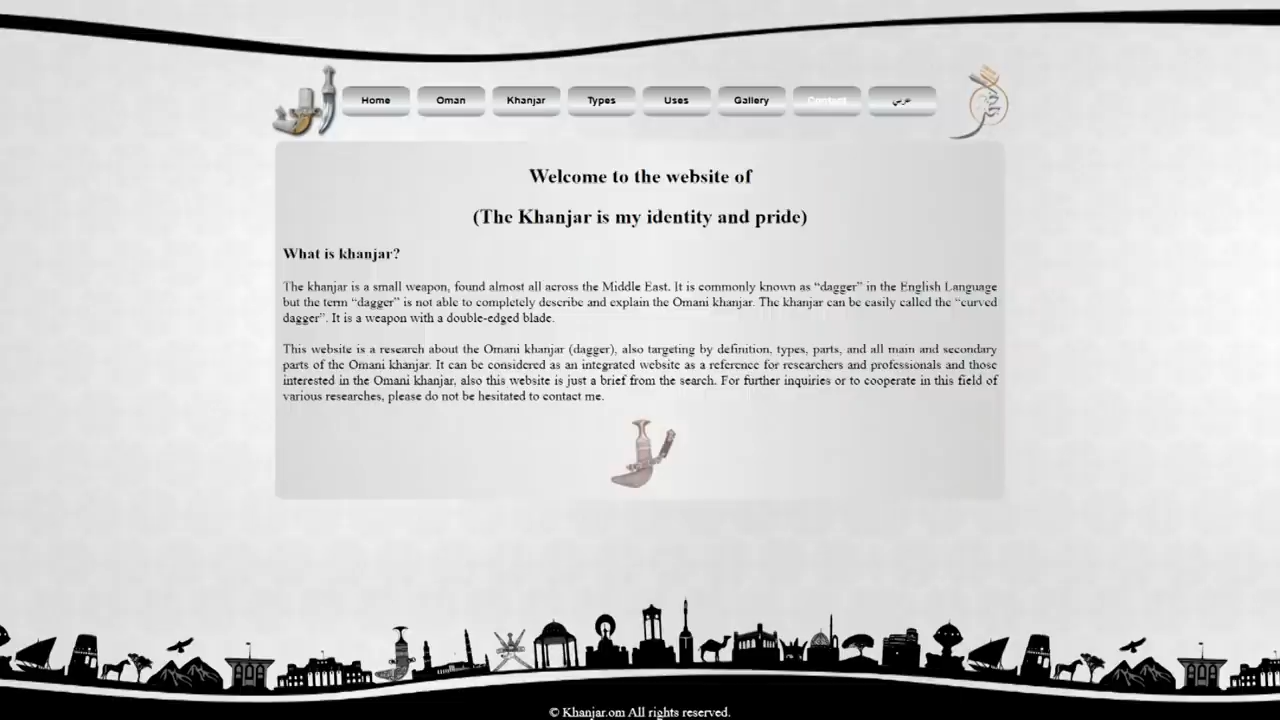 Home Oman Khanjar Types Uses Gallery Contact عربي
Welcome to the website of
(The Khanjar is my identity and pride)
What is khanjar?
The khanjar is a small weapon, found almost all across the Middle East. It is commonly known as “dagger” in the English Language
but the term “dagger” is not able to completely describe and explain the Omani khanjar. The khanjar can be easily called the “curved
dagger”. It is a weapon with a double-edged blade.
This website is a research about the Omani khanjar (dagger), also targeting by definition, types, parts, and all main and secondary
parts of the Omani khanjar. It can be considered as an integrated website as a reference for researchers and professionals and those
interested in the Omani khanjar, also this website is just a brief from the search. For further inquiries or to cooperate in this field of
various researches, please do not be hesitated to contact me.
© Khanjar.om All rights reserved.